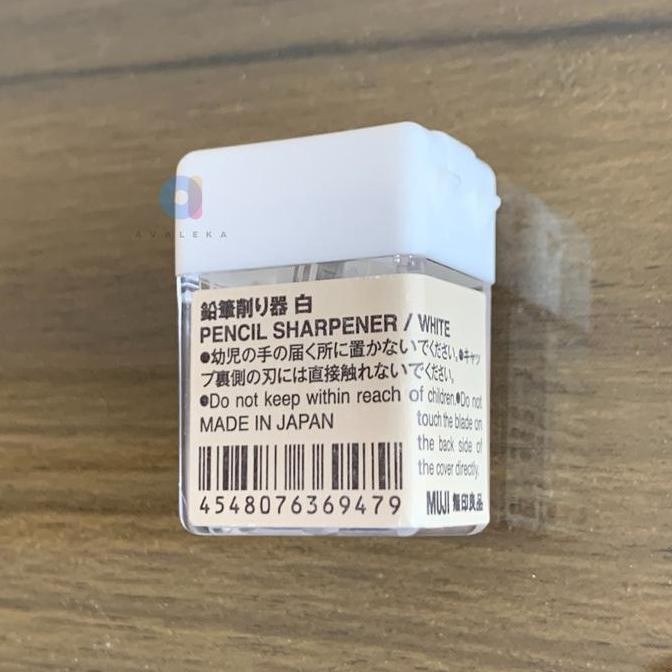 AVALEKA
鉛筆削り器 白
PENCIL SHARPENER / WHITE
●幼児の手の届く所に置かないでください。●キャッ
プ裏側の刃には直接触れないでください。
●Do not keep within reach of children.●Do not
touch the blade on
the back side of
the cover directly.
MADE IN JAPAN
4548076369479
MUJI 無印良品